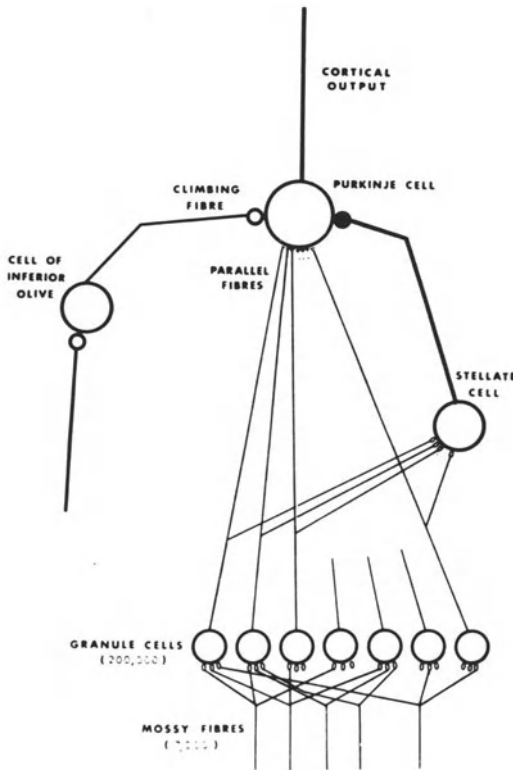 CORTICAL
OUTPUT
PURKINJE CELL
CLIMBING
FIBRE
CELL OF
INFERIOR
OLIVE
PARALLEL
FIBRES
STELLATE
CELL
GRANULE CELLS
MOSSY FIBRES